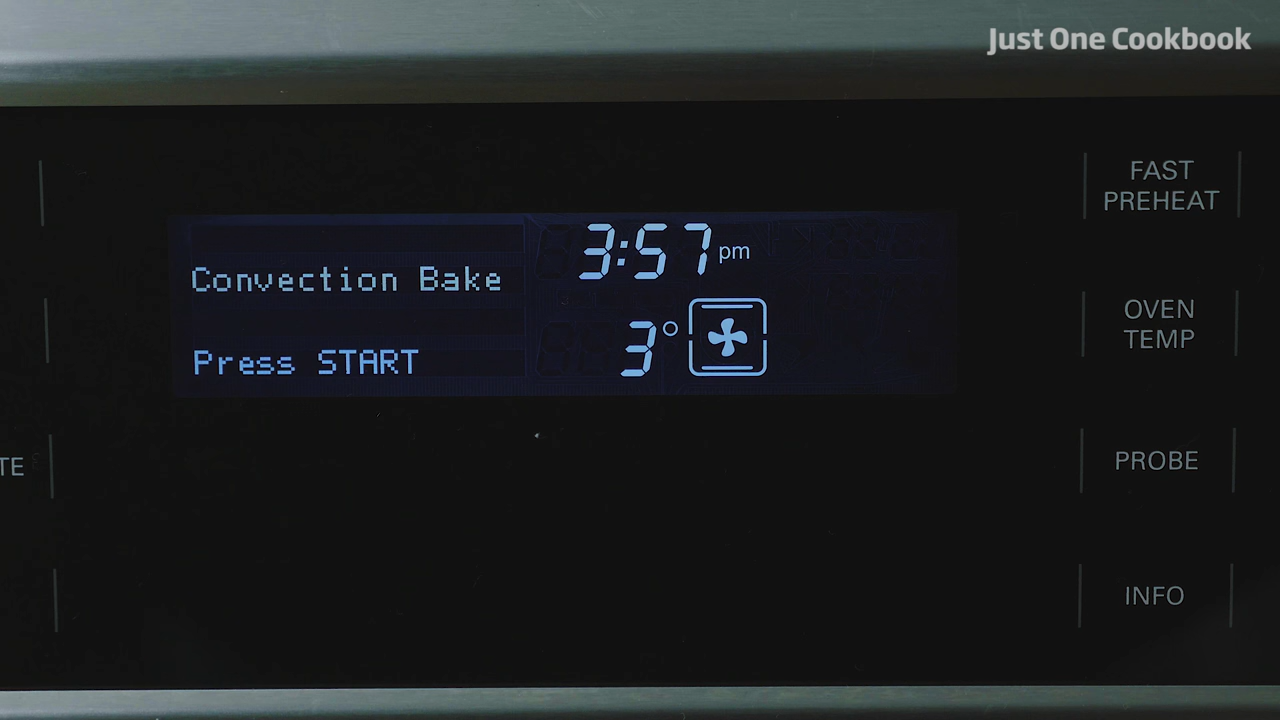 Just One Cookbook
FAST
PREHEAT
3:57 pm
Convection Bake
OVEN
TEMP
3°
Press START
TE
PROBE
INFO